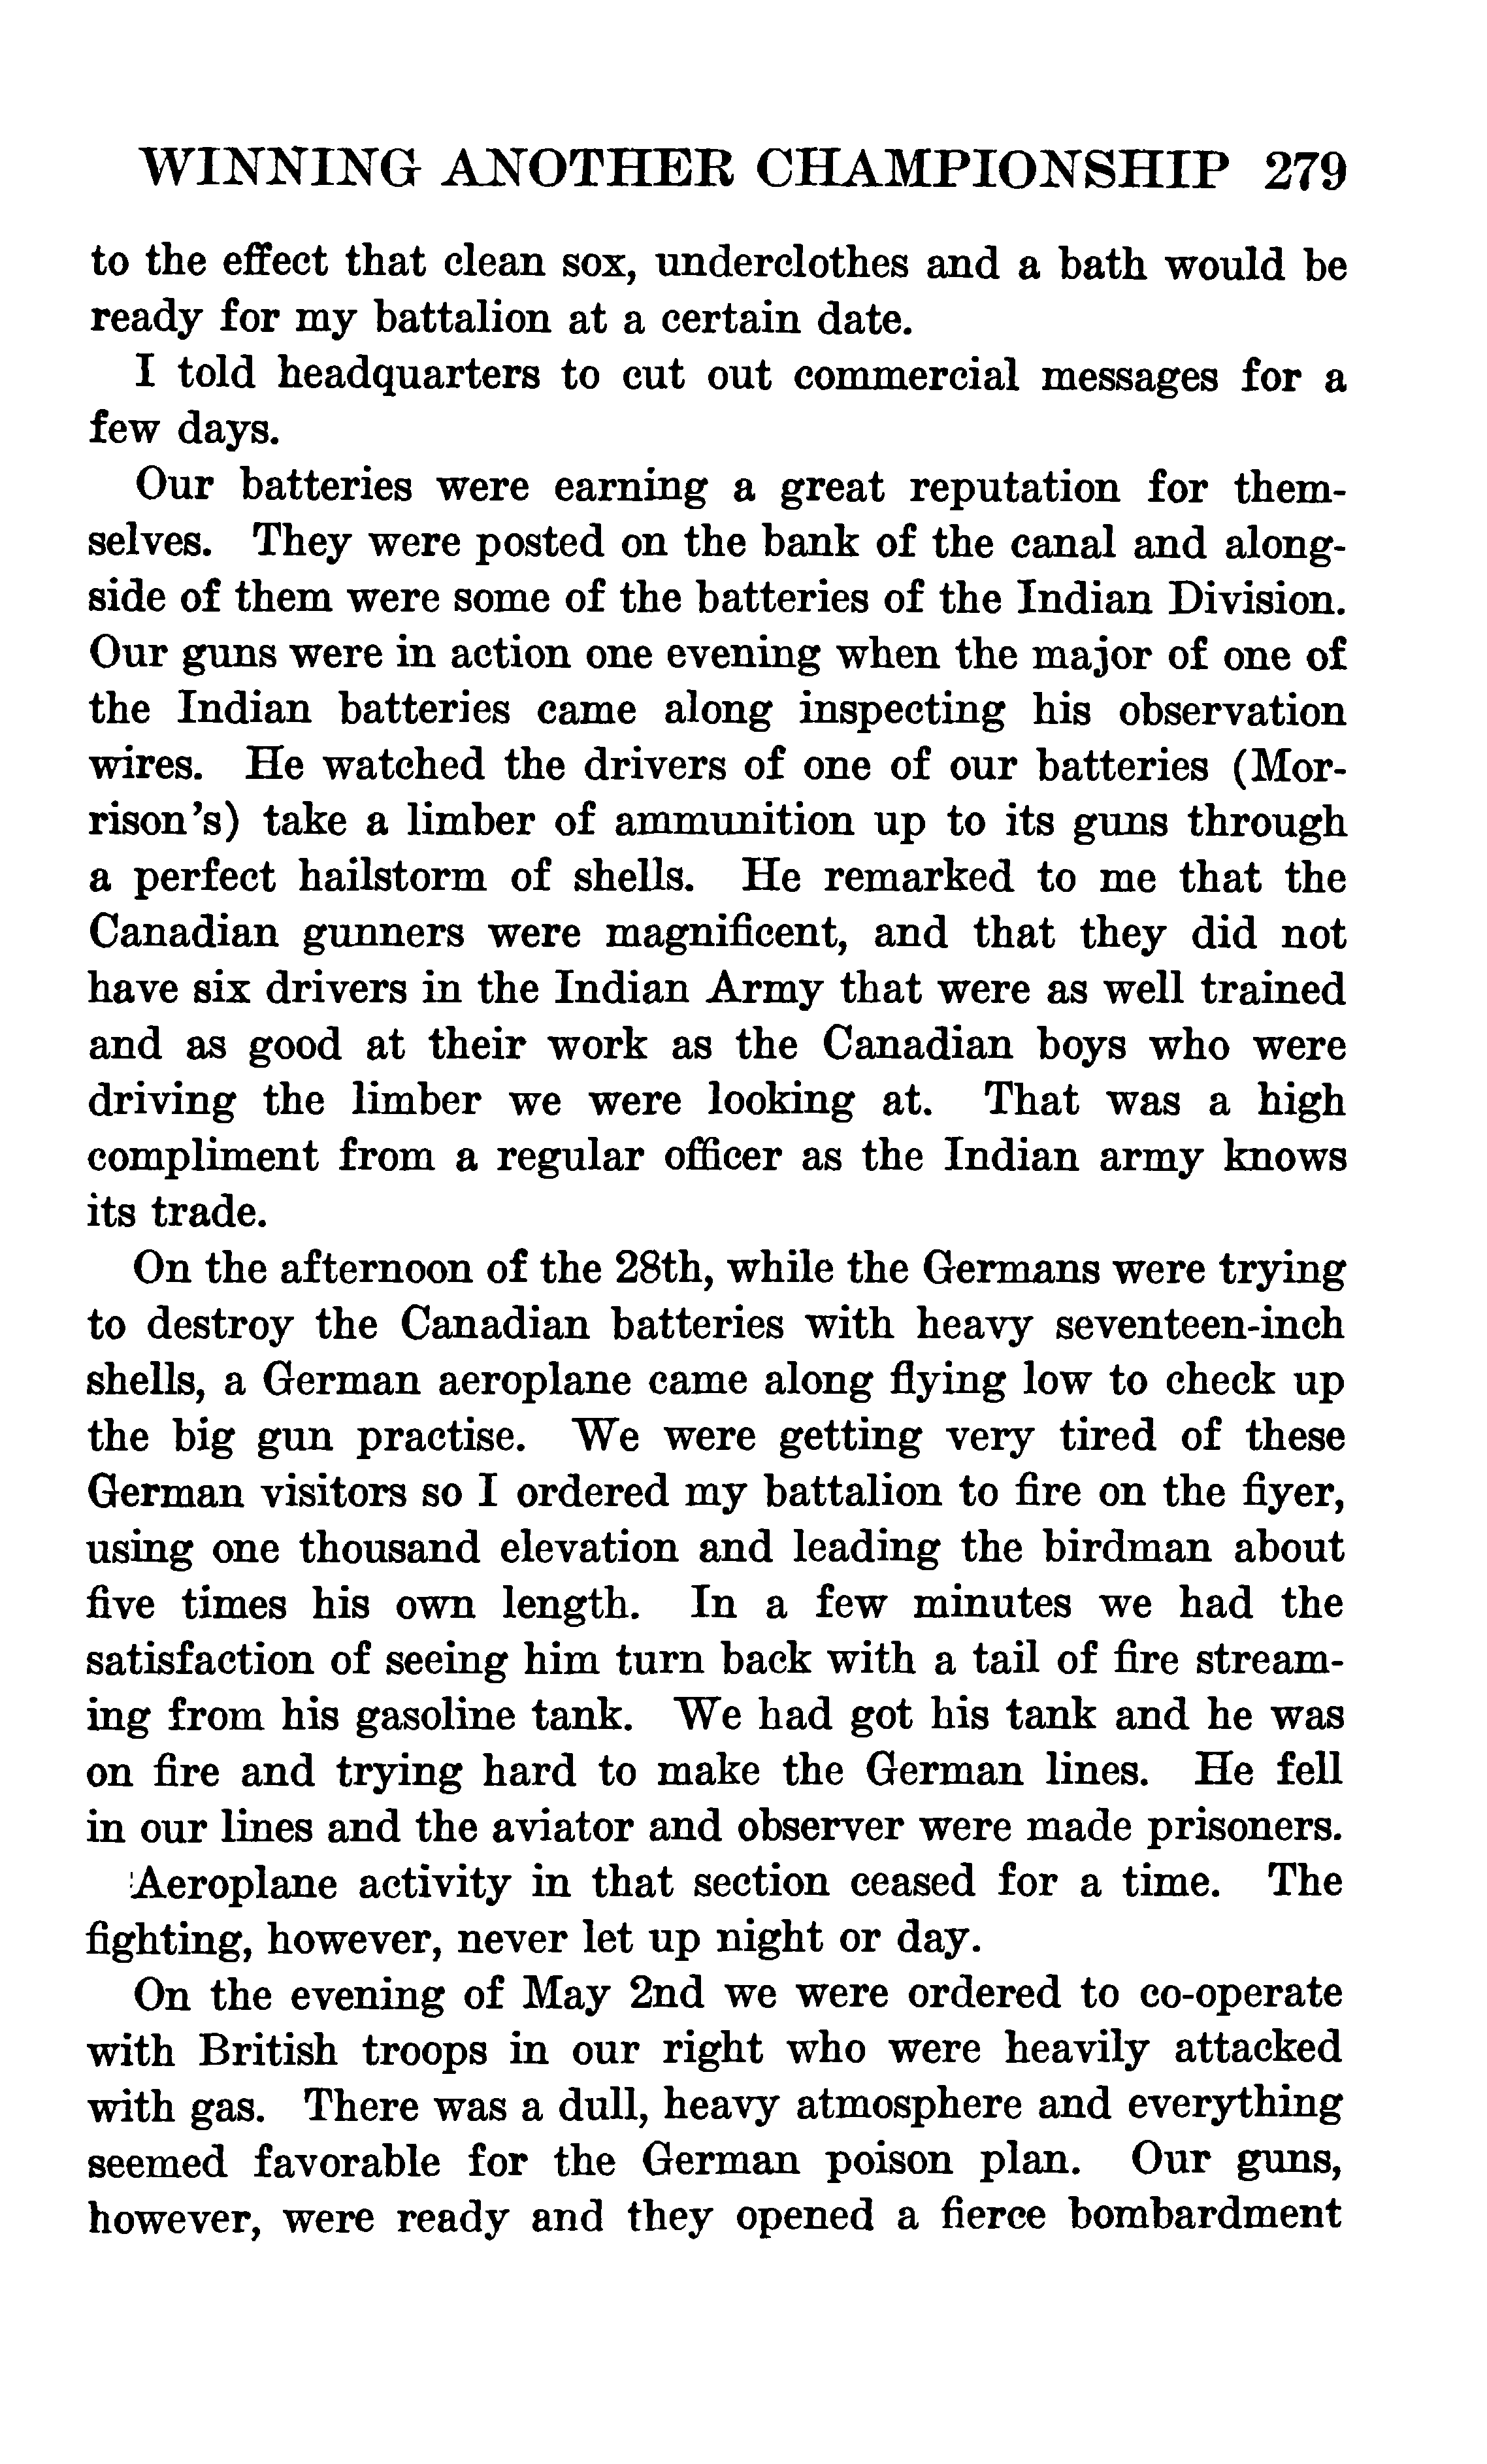 WINNING ANOTHER CHAMPIONSHIP 279
to the effect that clean sox, underclothes and a bath would be
ready for my battalion at a certain date.
I told headquarters to cut out commercial messages for a
few days.
Our batteries were earning a great reputation for them-
selves. They were posted on the bank of the canal and along-
side of them were some of the batteries of the Indian Division.
Our guns were in action one evening when the major of one of
the Indian batteries came along inspecting his observation
wires. He watched the drivers of one of our batteries (Mor-
rison's) take a limber of ammunition up to its guns through
a perfect hailstorm of shells. He remarked to me that the
Canadian gunners were magnificent, and that they did not
have six drivers in the Indian Army that were as well trained
and as good at their work as the Canadian boys who were
driving the limber we were looking at. That was a high
compliment from a regular officer as the Indian army knows
its trade.
On the afternoon of the 28th, while the Germans were trying
to destroy the Canadian batteries with heavy seventeen-inch
shells, a German aeroplane came along flying low to check up
the big gun practise. We were getting very tired of these
German visitors so I ordered my battalion to fire on the fiyer,
using one thousand elevation and leading the birdman about
five times his own length. In a few minutes we had the
satisfaction of seeing him turn back with a tail of fire stream-
ing from his gasoline tank. We had got his tank and he was
on fire and trying hard to make the German lines. He fell
in our lines and the aviator and observer were made prisoners.
Aeroplane activity in that section ceased for a time. The
fighting, however, never let up night or day.
On the evening of May 2nd we were ordered to co-operate
with British troops in our right who were heavily attacked
with gas. There was a dull, heavy atmosphere and everything
seemed favorable for the German poison plan. Our guns,
however, were ready and they opened a fierce bombardment